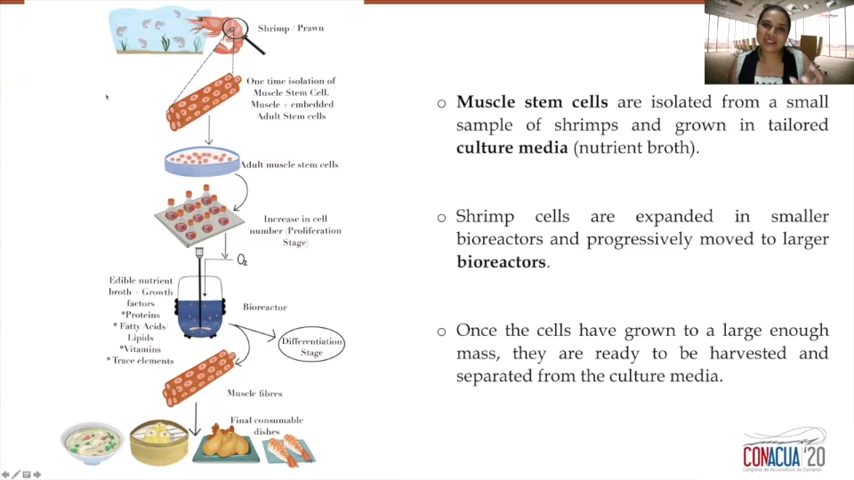 Shrimp / Prawn
One time isolation of
Muscle Stem Cell.
Muscle + embedded
Adult Stem cells
Adult muscle stem cells
Increase in cell
number (Proliferation
Stage)
O₂
Edible nutrient
broth + Growth
factors
*Proteins
* Fatty Acids/
Lipids
*Vitamins
* Trace elements
Bioreactor
Differentiation
Stage
Muscle fibres
Final consumable
dishes
○ Muscle stem cells are isolated from a small
sample of shrimps and grown in tailored
culture media (nutrient broth).
○ Shrimp cells are expanded in smaller
bioreactors and progressively moved to larger
bioreactors.
○ Once the cells have grown to a large enough
mass, they are ready to be harvested and
separated from the culture media.
CONACUA '20